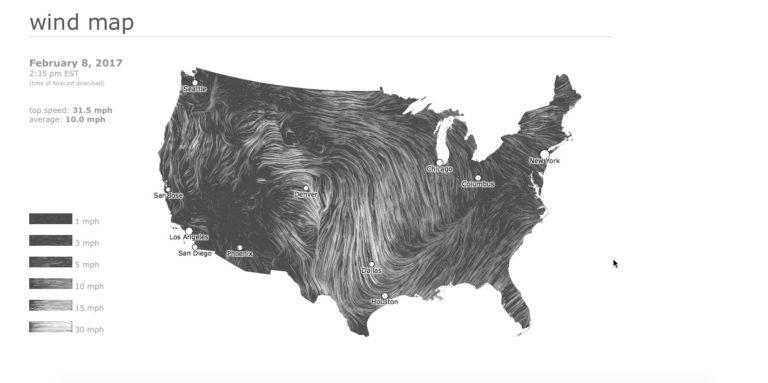 wind map
February 8, 2017
2:35 pm EST
(time of forecast download)
top speed: 31.5 mph
average: 10.0 mph
Seattle
Chicago
New York
Columbus
San Jose
Denver
Los Angeles
San Diego
Phoenix
Dallas
Houston
1 mph
3 mph
5 mph
10 mph
15 mph
30 mph